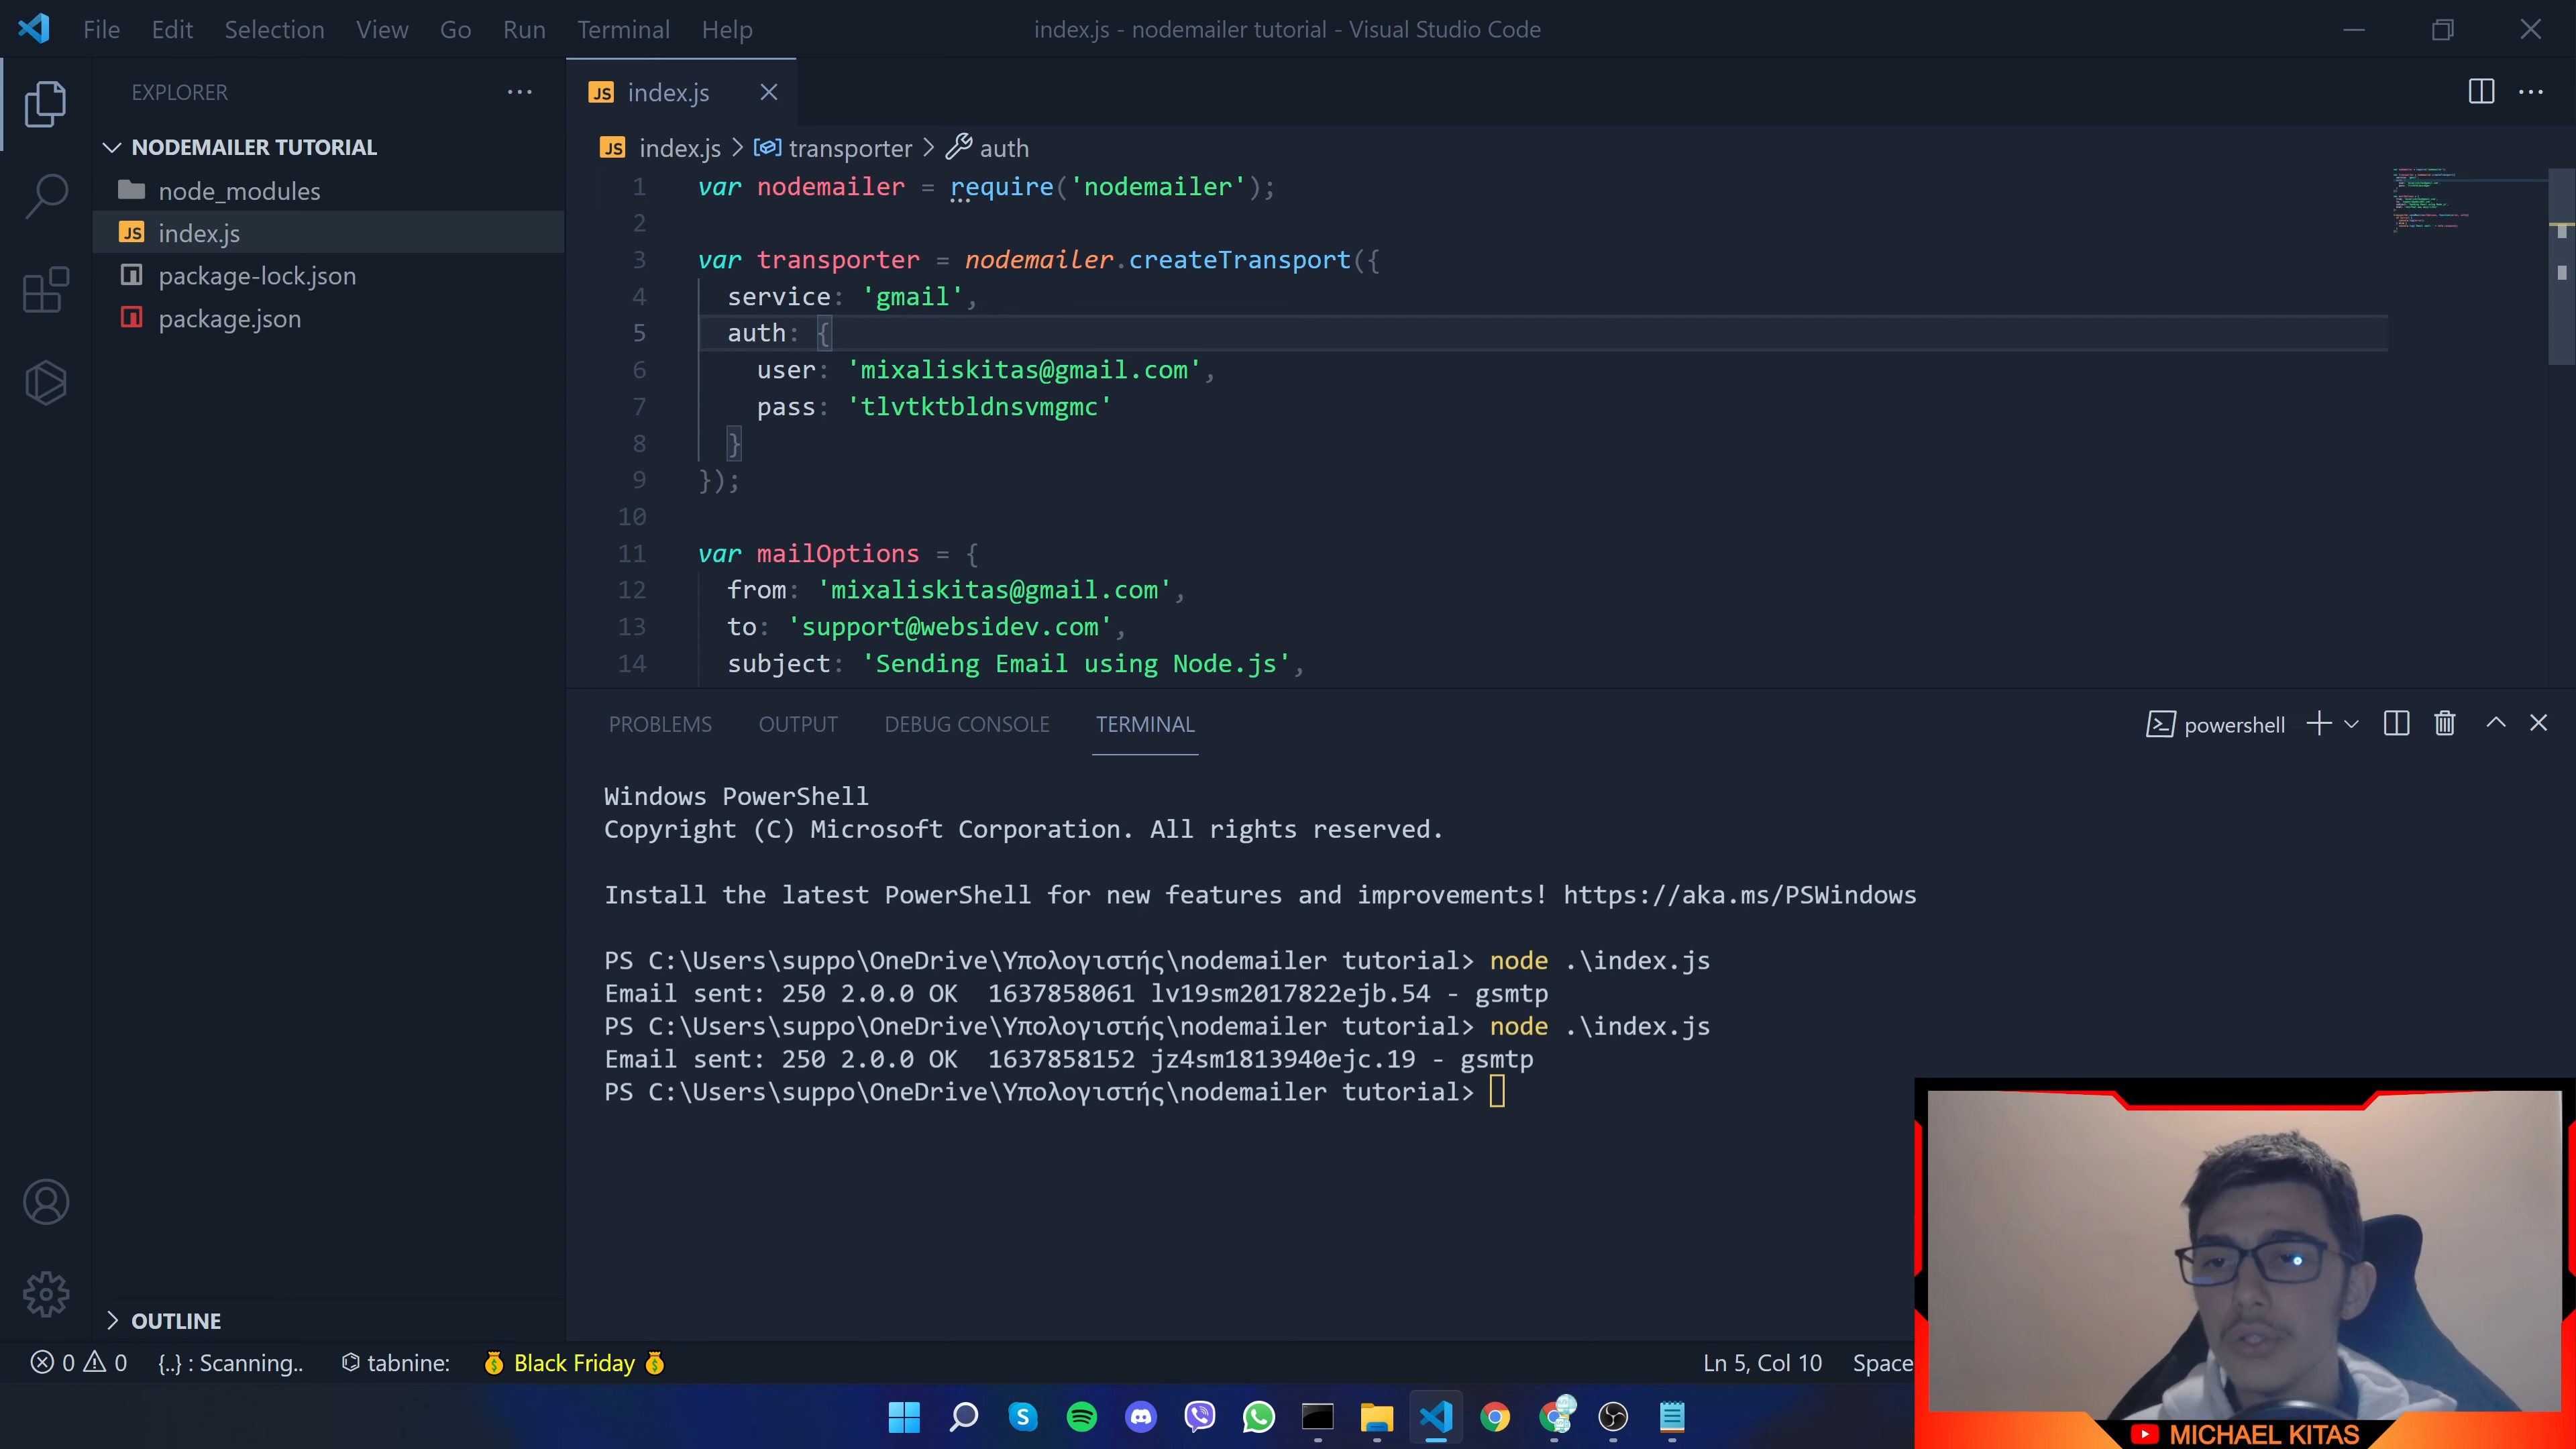 File Edit Selection View Go Run Terminal Help
index.js - nodemailer tutorial - Visual Studio Code
EXPLORER
NODEMAILER TUTORIAL
node_modules
index.js
package-lock.json
package.json
OUTLINE
JS index.js
JS index.js > transporter > auth
1 var nodemailer = require('nodemailer');
2
3 var transporter = nodemailer.createTransport({
4 service: 'gmail',
5 auth: {
6 user: 'mixaliskitas@gmail.com',
7 pass: 'tlvtktbldnsvmgmc'
8 }
9 });
10
11 var mailOptions = {
12 from: 'mixaliskitas@gmail.com',
13 to: 'support@websidev.com',
14 subject: 'Sending Email using Node.js',
PROBLEMS OUTPUT DEBUG CONSOLE TERMINAL
powershell
Windows PowerShell
Copyright (C) Microsoft Corporation. All rights reserved.
Install the latest PowerShell for new features and improvements! https://aka.ms/PSWindows
PS C:\Users\suppo\OneDrive\Υπολογιστής\nodemailer tutorial> node .\index.js
Email sent: 250 2.0.0 OK 1637858061 lv19sm2017822ejb.54 - gsmtp
PS C:\Users\suppo\OneDrive\Υπολογιστής\nodemailer tutorial> node .\index.js
Email sent: 250 2.0.0 OK 1637858152 jz4sm1813940ejc.19 - gsmtp
PS C:\Users\suppo\OneDrive\Υπολογιστής\nodemailer tutorial>
0 0 {..} : Scanning.. tabnine: Black Friday
Ln 5, Col 10 Space
MICHAEL KITAS